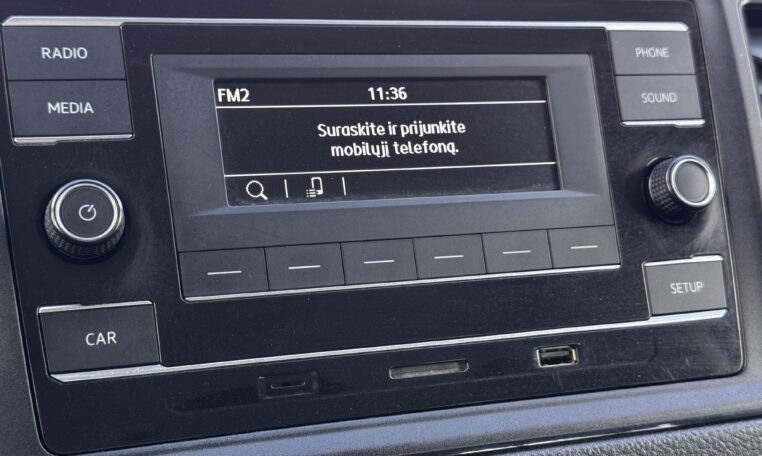 RADIO
MEDIA
FM2 11:36
Suraskite ir prijunkite
mobilųjį telefoną.
PHONE
SOUND
CAR
SETUP